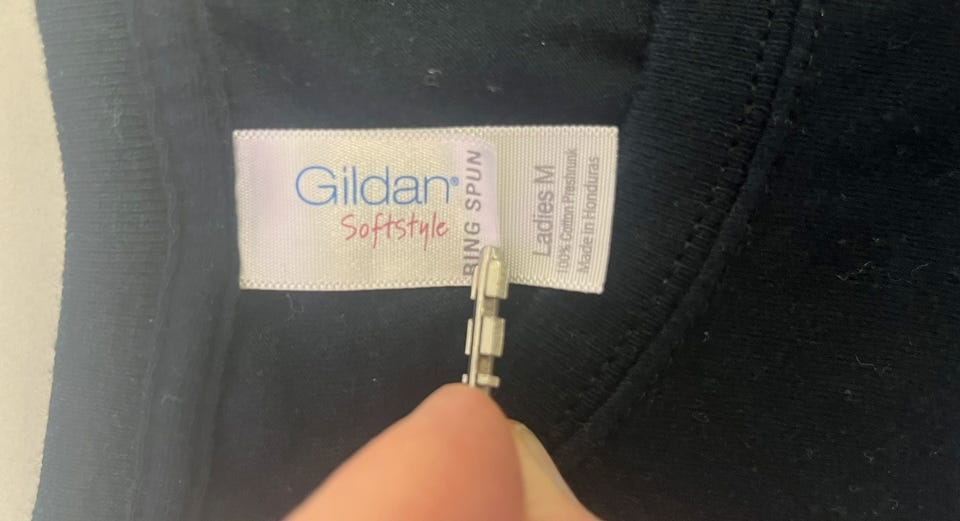 Gildan®
Softstyle
RING SPUN
Ladies M
100% Cotton Preshrunk
Made in Honduras